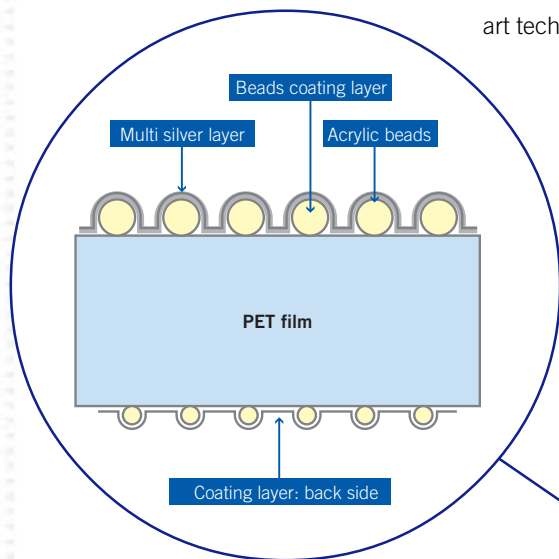 art tech
Beads coating layer
Multi silver layer
Acrylic beads
PET film
Coating layer: back side